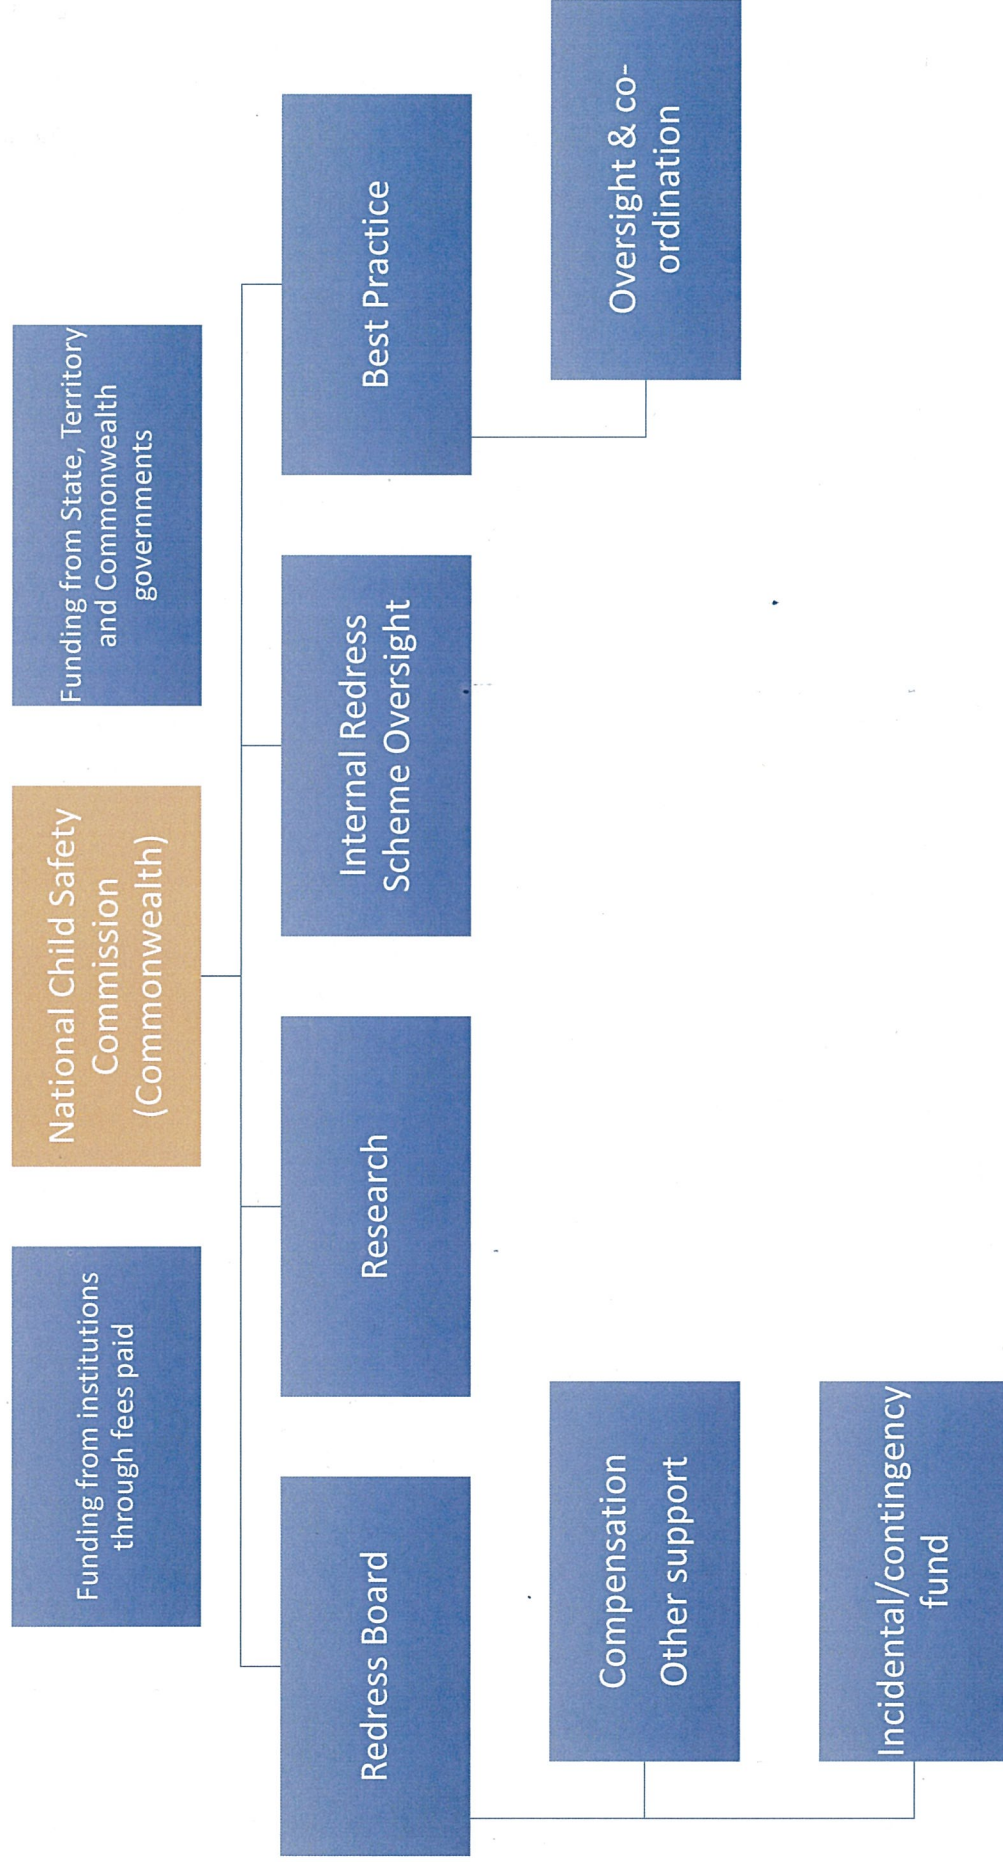 Funding from institutions
through fees paid
National Child Safety
Commission
(Commonwealth)
Funding from State, Territory
and Commonwealth
governments
Redress Board
Research
Internal Redress
Scheme Oversight
Best Practice
Compensation
Other support
Oversight & co-
ordination
Incidental/contingency
fund